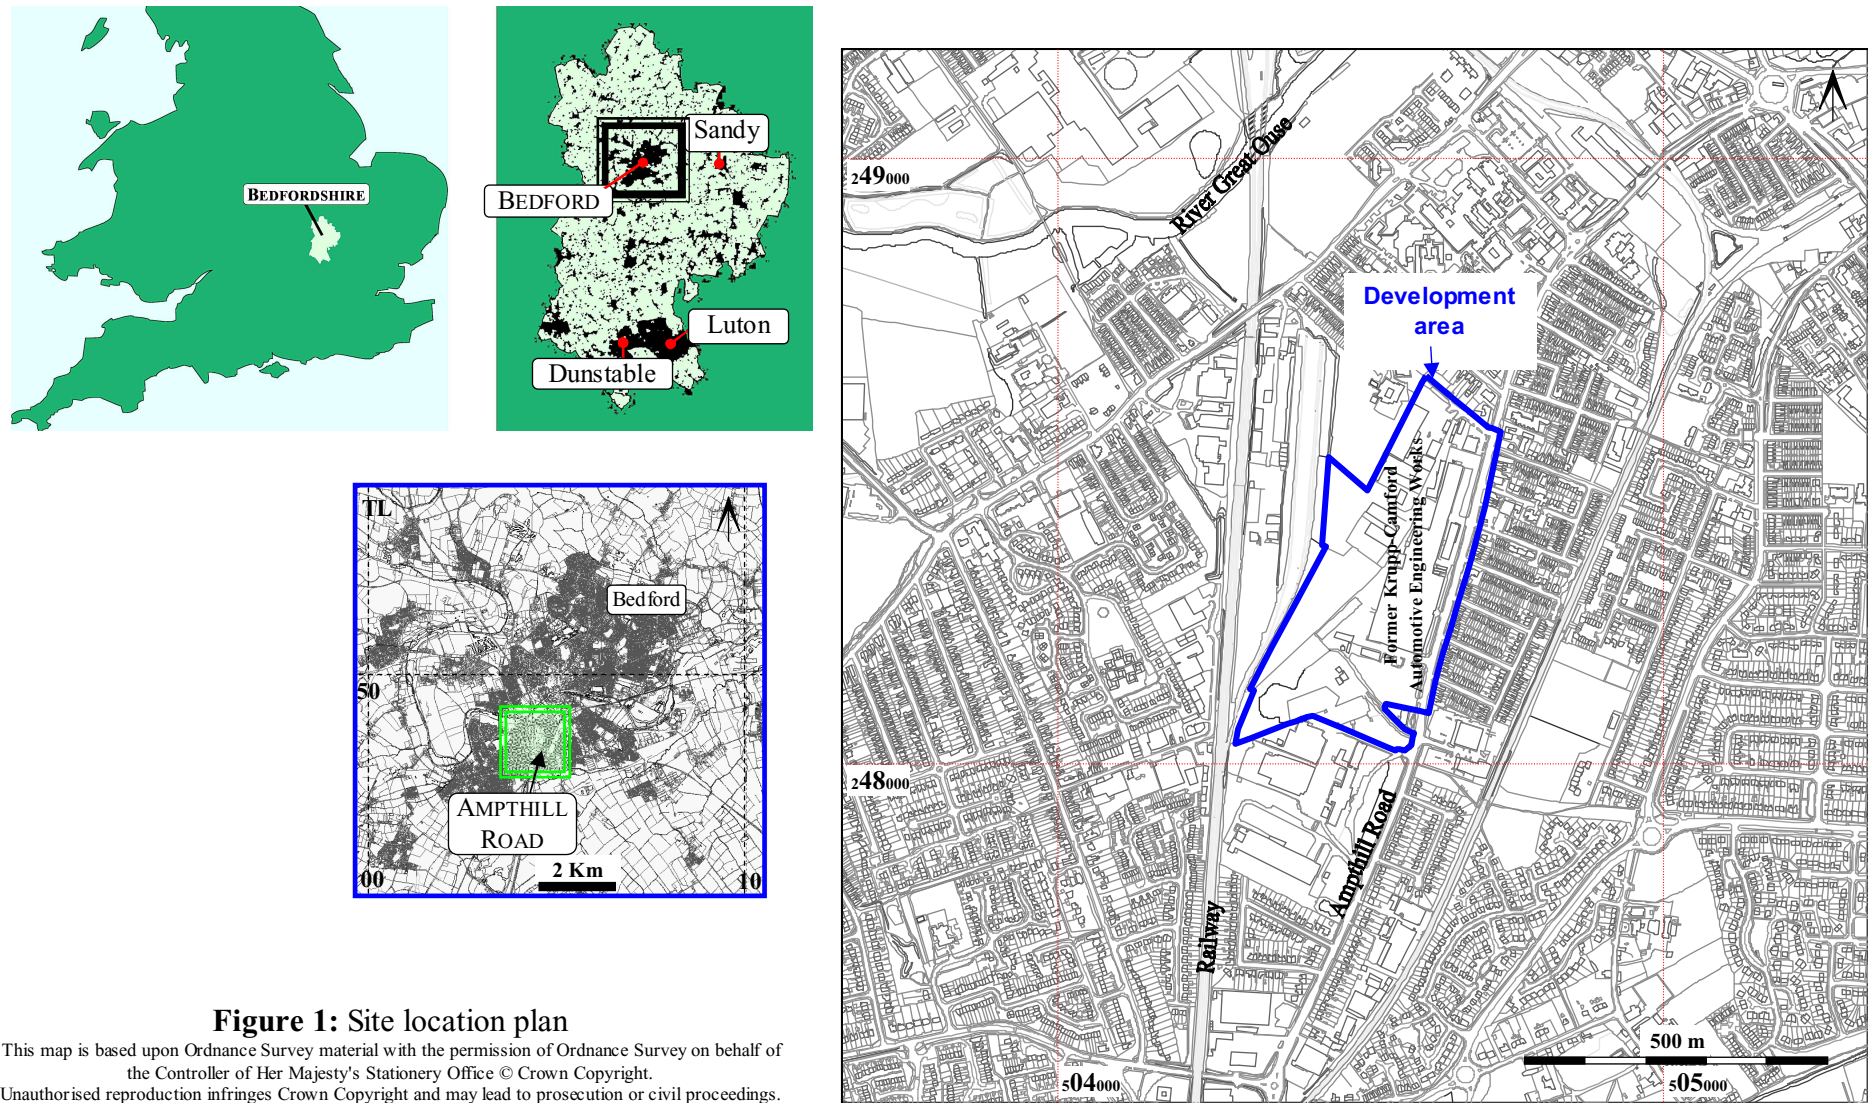 BEDFORDSHIRE
Sandy
BEDFORD
Luton
Dunstable
TL
Bedford
50
AMPTHILL
ROAD
2 Km
00
10
River Great Ouse
249000
Development
area
Former Krupp-Camford
Automotive Engineering Works
248000
Ampthill Road
Railway
500 m
504000
505000
Figure 1: Site location plan
This map is based upon Ordnance Survey material with the permission of Ordnance Survey on behalf of
the Controller of Her Majesty's Stationery Office © Crown Copyright.
Unauthorised reproduction infringes Crown Copyright and may lead to prosecution or civil proceedings.